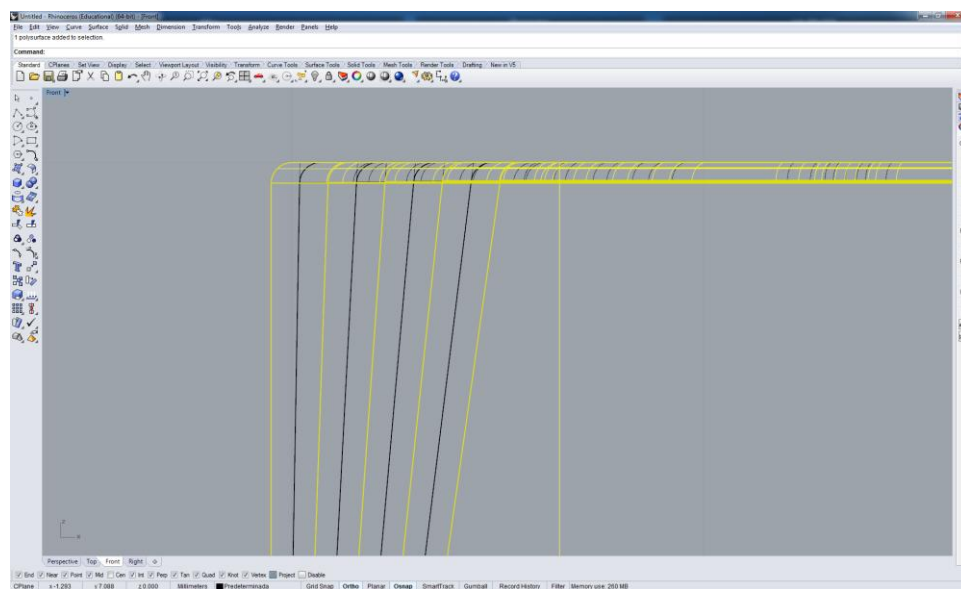 Untitled - Rhinoceros (Educational) (64-bit) - [Front]
File Edit View Curve Surface Solid Mesh Dimension Transform Tools Analyze Render Panels Help
1 polysurface added to selection.
Command:
Standard CPlanes Set View Display Select Viewport Layout Visibility Transform Curve Tools Surface Tools Solid Tools Mesh Tools Render Tools Drafting New in V5
Front
Perspective Top Front Right
End Near Point Mid Cen Int Perp Tan Quad Knot Vertex Project Disable
CPlane x -1.293 y 7.088 z 0.000 Millimeters Predeterminada Grid Snap Ortho Planar Osnap SmartTrack Gumball Record History Filter Memory use: 260 MB